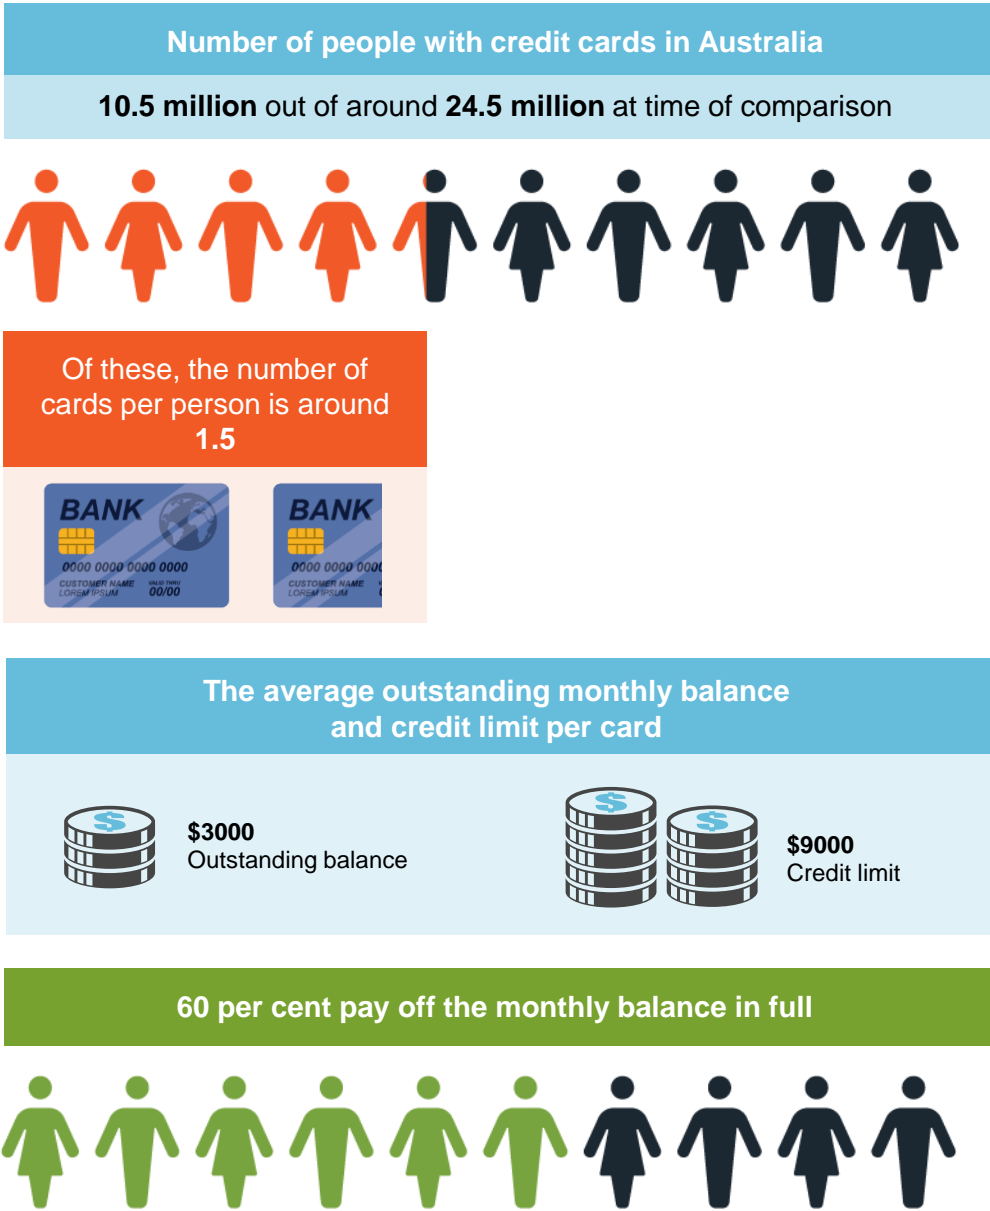 Number of people with credit cards in Australia
10.5 million out of around 24.5 million at time of comparison
Of these, the number of
cards per person is around
1.5
BANK
0000 0000 0000 0000
CUSTOMER NAME
LOREM IPSUM
VALID THRU
00/00
BANK
0000 0000 0000
CUSTOMER NAME
LOREM IPSUM
The average outstanding monthly balance
and credit limit per card
$
$3000
Outstanding balance
$
$
$9000
Credit limit
60 per cent pay off the monthly balance in full